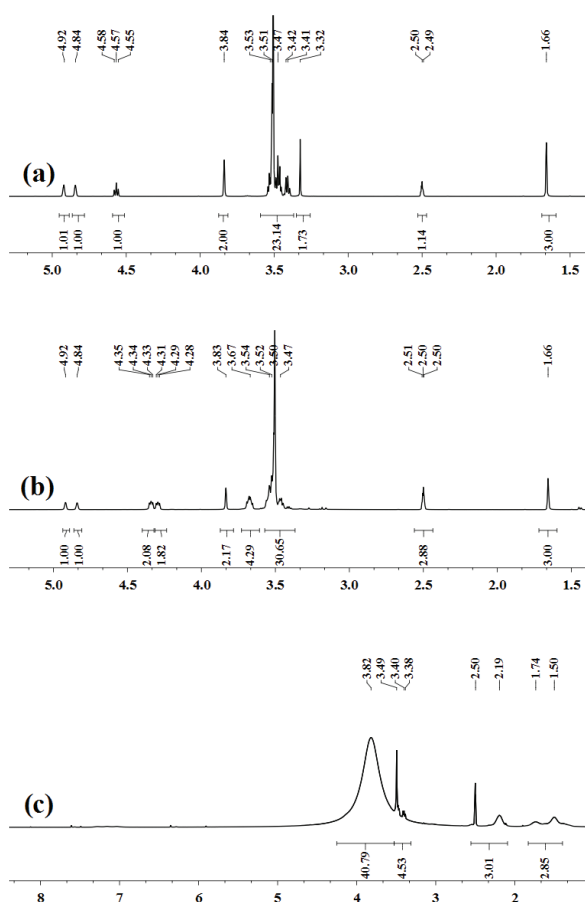 4.92 4.84 4.58 4.57 4.55 3.84 3.53 3.51 3.47 3.42 3.41 3.32 2.50 2.49 1.66
(a)
1.01 1.00 1.00 2.00 23.14 1.73 1.14 3.00
5.0 4.5 4.0 3.5 3.0 2.5 2.0 1.5
4.92 4.84 4.35 4.34 4.33 4.31 4.29 4.28 3.83 3.67 3.54 3.52 3.50 3.47 2.51 2.50 2.50 1.66
(b)
1.00 1.00 2.08 1.82 2.17 4.29 30.65 2.88 3.00
5.0 4.5 4.0 3.5 3.0 2.5 2.0 1.5
3.82 3.49 3.40 3.38 2.50 2.19 1.74 1.50
(c)
40.79 4.53 3.01 2.85
8 7 6 5 4 3 2